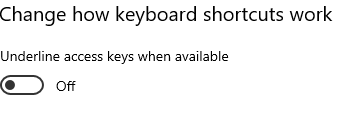 Change how keyboard shortcuts work
Underline access keys when available
Off